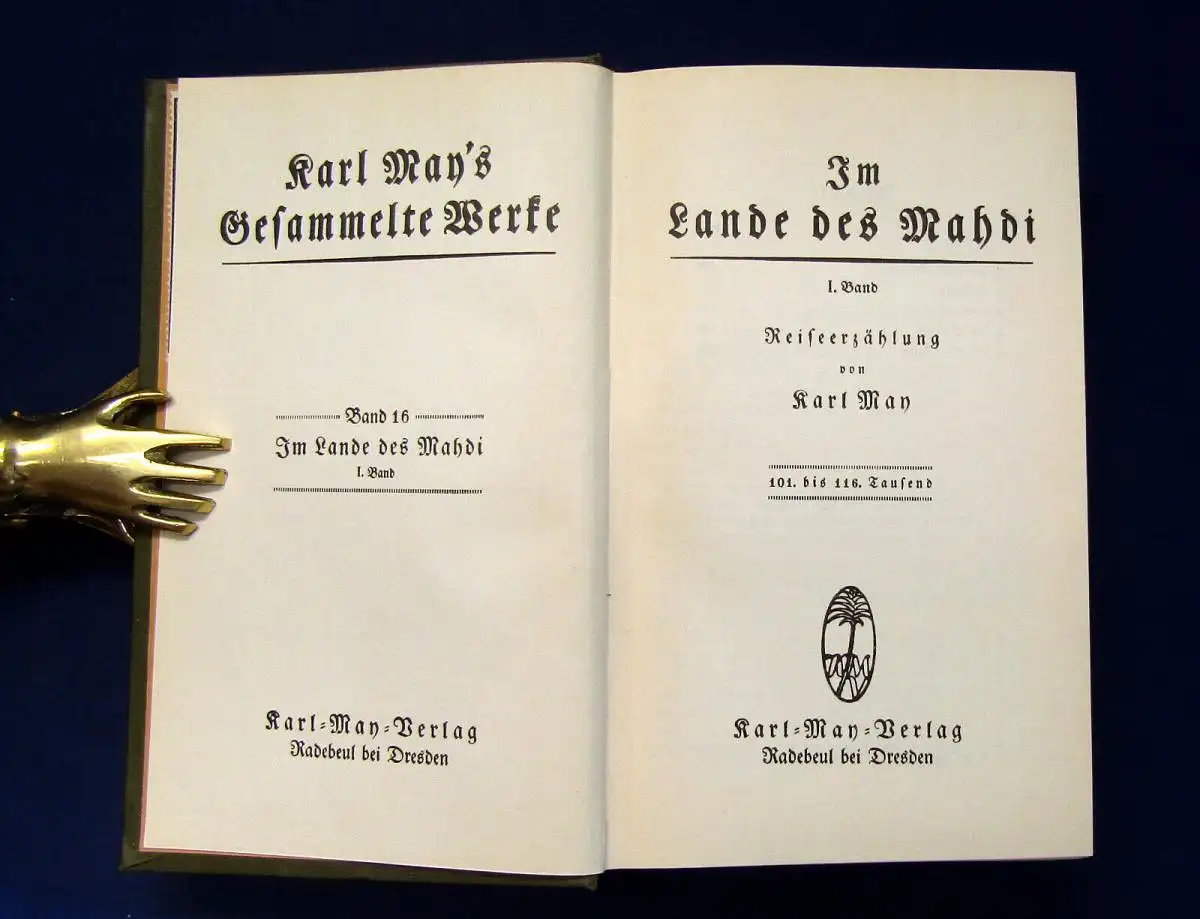 Karl May's
Gesammelte Werke
Band 16
Im Lande des Mahdi
I. Band
Karl-May-Verlag
Radebeul bei Dresden
Im
Lande des Mahdi
I. Band
Reiseerzählung
von
Karl May
101. bis 116. Tausend
Karl-May-Verlag
Radebeul bei Dresden